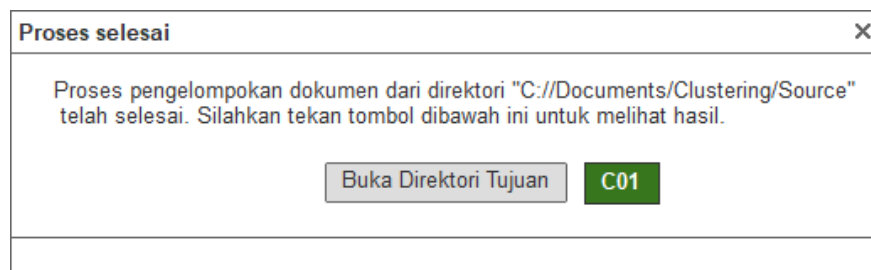 Proses selesai ×
Proses pengelompokan dokumen dari direktori "C://Documents/Clustering/Source"
telah selesai. Silahkan tekan tombol dibawah ini untuk melihat hasil.
Buka Direktori Tujuan C01